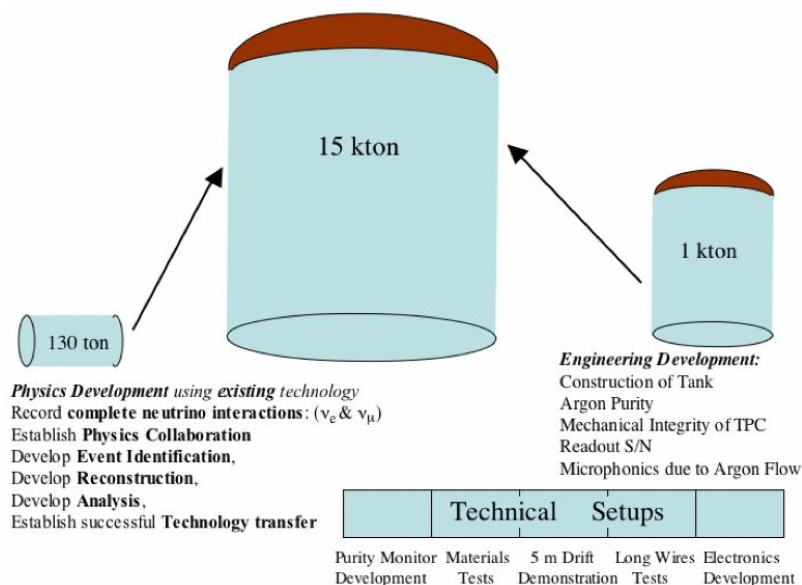 15 kton
1 kton
130 ton
Physics Development using existing technology
Record complete neutrino interactions: (νe & νμ)
Establish Physics Collaboration
Develop Event Identification,
Develop Reconstruction,
Develop Analysis,
Establish successful Technology transfer
Engineering Development:
Construction of Tank
Argon Purity
Mechanical Integrity of TPC
Readout S/N
Microphonics due to Argon Flow
Technical Setups
Purity Monitor Development
Materials Tests
5 m Drift Demonstration
Long Wires Tests
Electronics Development